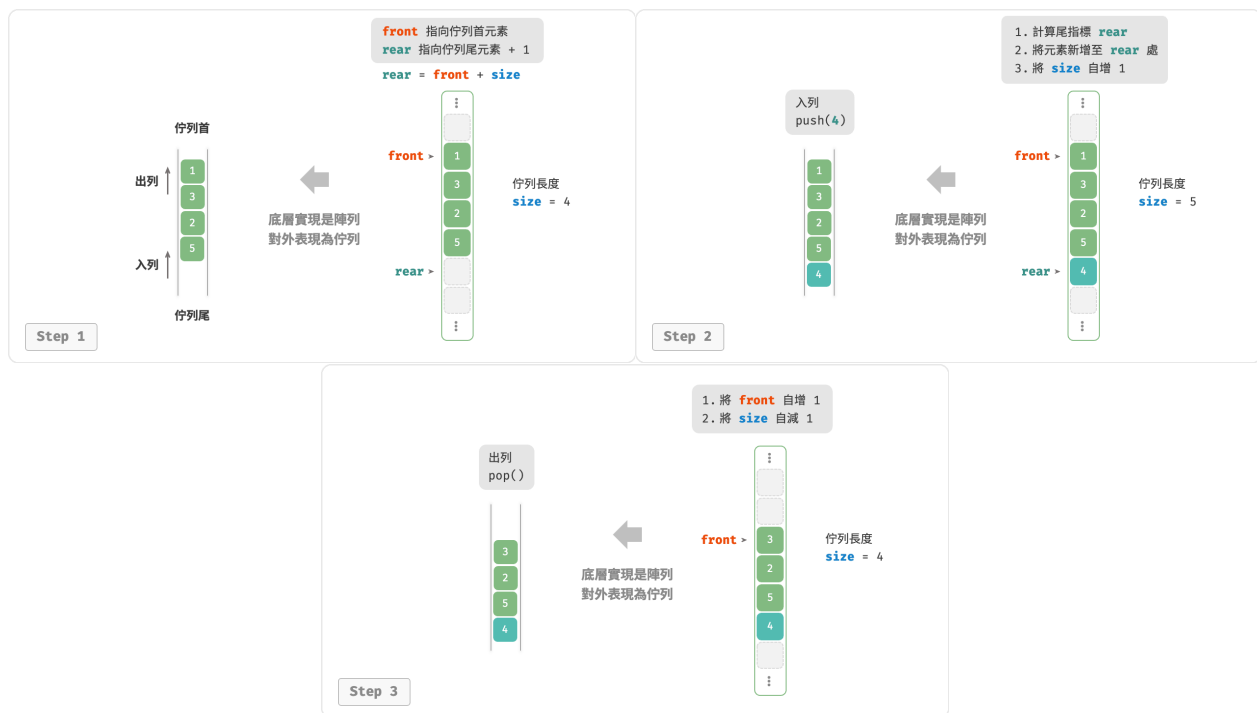 front 指向佇列首元素
rear 指向佇列尾元素 + 1
rear = front + size
佇列首
出列
入列
佇列尾
1
3
2
5
底層實現是陣列
對外表現為佇列
front
rear
1
3
2
5
佇列長度
size = 4
Step 1
1. 計算尾指標 rear
2. 將元素新增至 rear 處
3. 將 size 自增 1
入列
push(4)
1
3
2
5
4
底層實現是陣列
對外表現為佇列
front
rear
1
3
2
5
4
佇列長度
size = 5
Step 2
1. 將 front 自增 1
2. 將 size 自減 1
出列
pop()
3
2
5
4
底層實現是陣列
對外表現為佇列
front
3
2
5
4
佇列長度
size = 4
Step 3